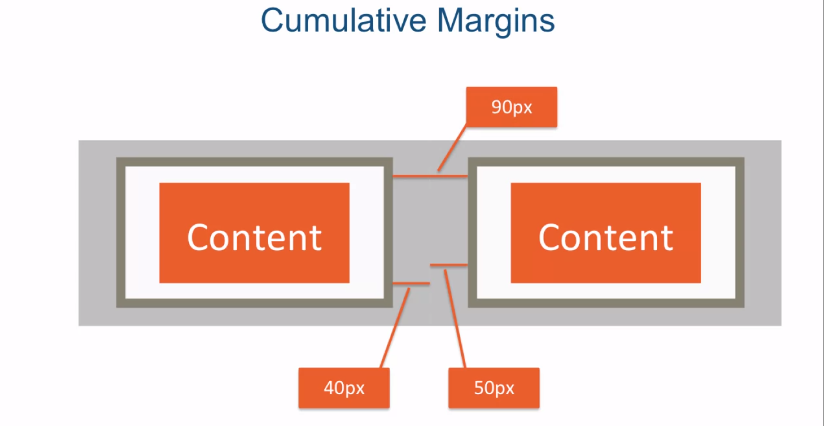 Cumulative Margins
90px
Content
Content
40px
50px